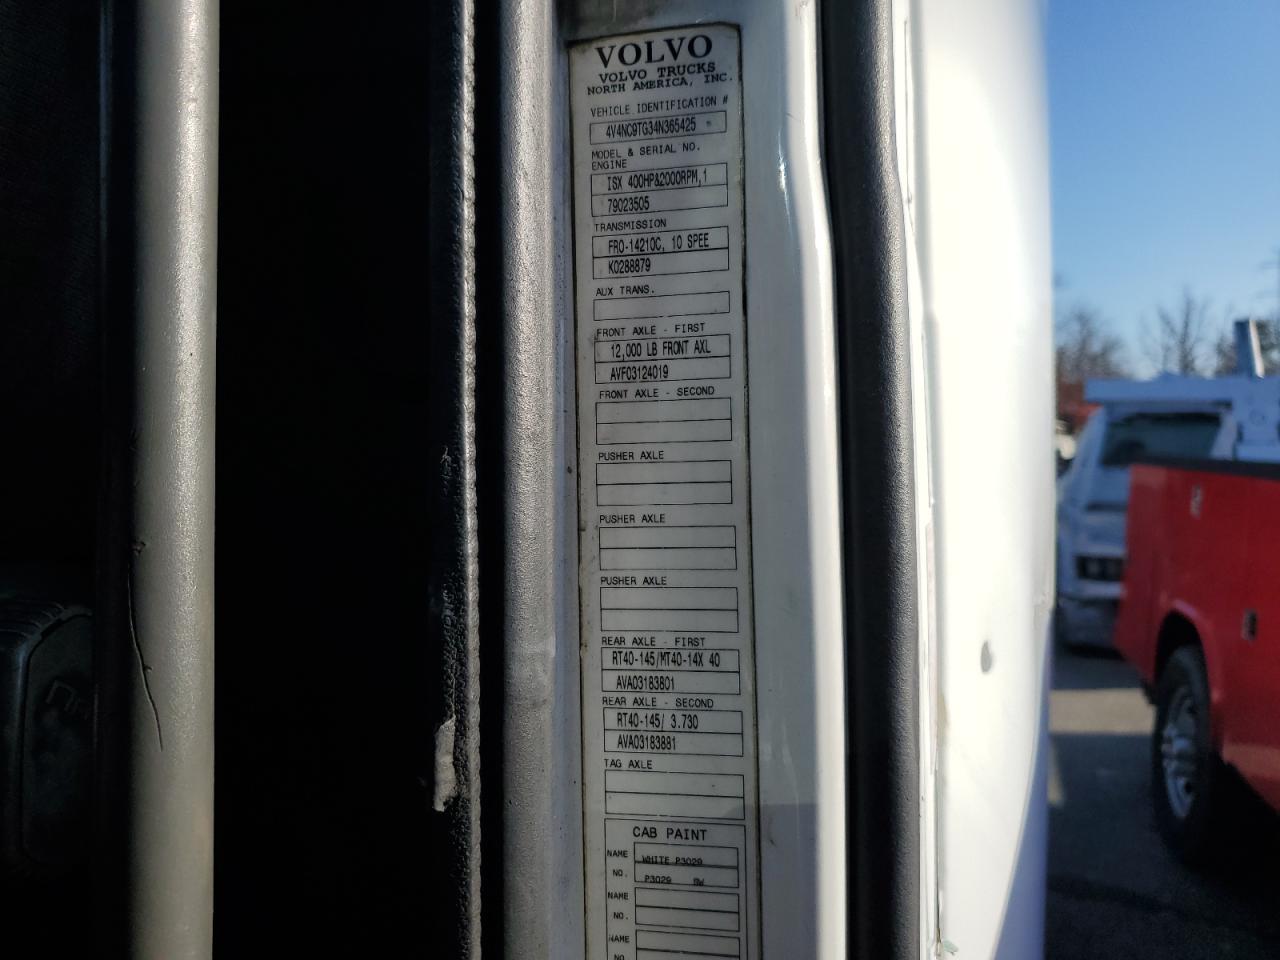 VOLVO
VOLVO TRUCKS
NORTH AMERICA, INC.
VEHICLE IDENTIFICATION #
4V4NC9TG34N365425
MODEL & SERIAL NO.
ENGINE
ISX 400HP&2000RPM,1
79023505
TRANSMISSION
FRO-14210C, 10 SPEE
K0288879
AUX TRANS.
FRONT AXLE - FIRST
12,000 LB FRONT AXL
AVF03124019
FRONT AXLE - SECOND
PUSHER AXLE
PUSHER AXLE
PUSHER AXLE
REAR AXLE - FIRST
RT40-145/MT40-14X 40
AVA03183801
REAR AXLE - SECOND
RT40-145/ 3.730
AVA03183881
TAG AXLE
CAB PAINT
NAME WHITE P3029
NO. P3029 BW
NAME
NO.
NAME
NO